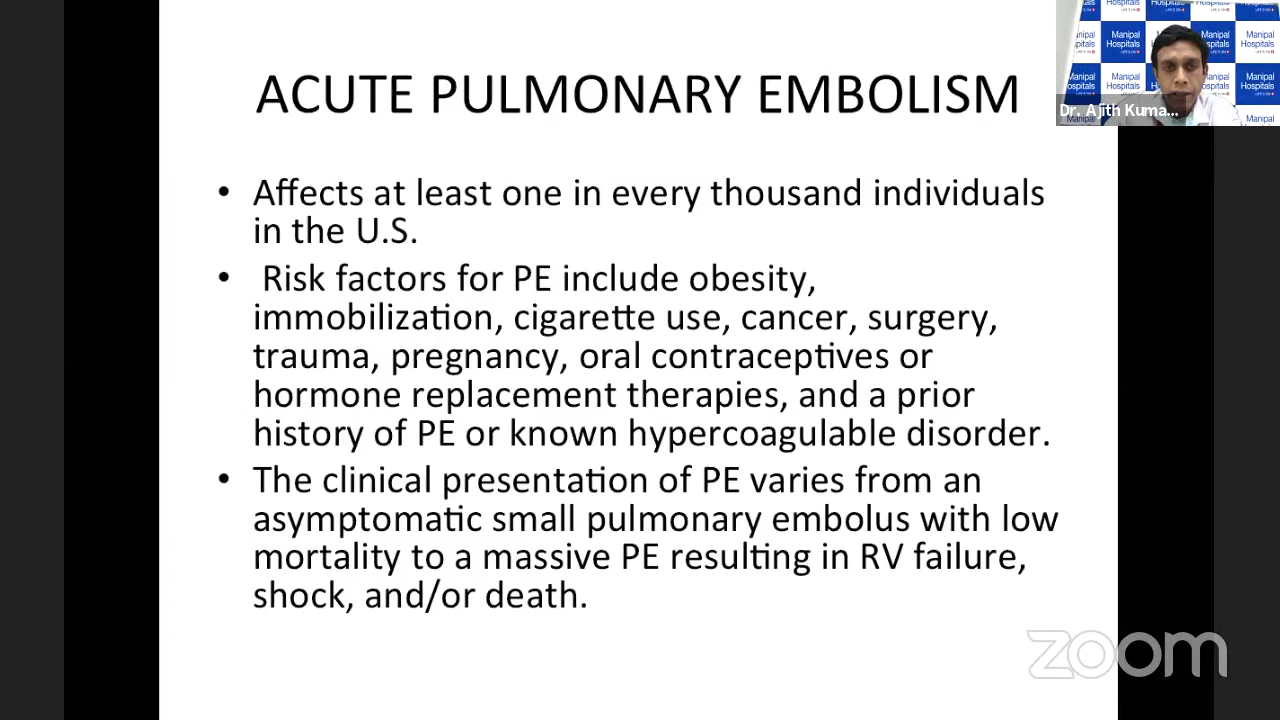 ACUTE PULMONARY EMBOLISM
• Affects at least one in every thousand individuals
in the U.S.
• Risk factors for PE include obesity,
immobilization, cigarette use, cancer, surgery,
trauma, pregnancy, oral contraceptives or
hormone replacement therapies, and a prior
history of PE or known hypercoagulable disorder.
• The clinical presentation of PE varies from an
asymptomatic small pulmonary embolus with low
mortality to a massive PE resulting in RV failure,
shock, and/or death.
Manipal
Hospitals
Dr. Ajith Kuma...
zoom